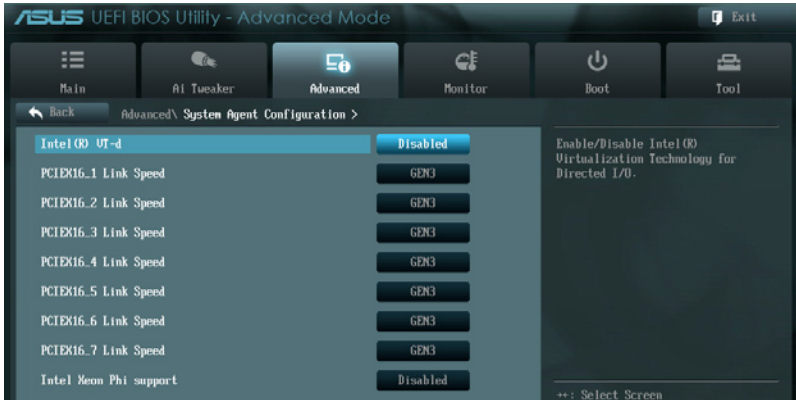 ASUS UEFI BIOS Utility - Advanced Mode
Exit
Main
Ai Tweaker
Advanced
Monitor
Boot
Tool
Back
Advanced\ System Agent Configuration >
Intel(R) VT-d Disabled
PCIEX16_1 Link Speed GEN3
PCIEX16_2 Link Speed GEN3
PCIEX16_3 Link Speed GEN3
PCIEX16_4 Link Speed GEN3
PCIEX16_5 Link Speed GEN3
PCIEX16_6 Link Speed GEN3
PCIEX16_7 Link Speed GEN3
Intel Xeon Phi support Disabled
Enable/Disable Intel(R)
Virtualization Technology for
Directed I/O.
→←: Select Screen